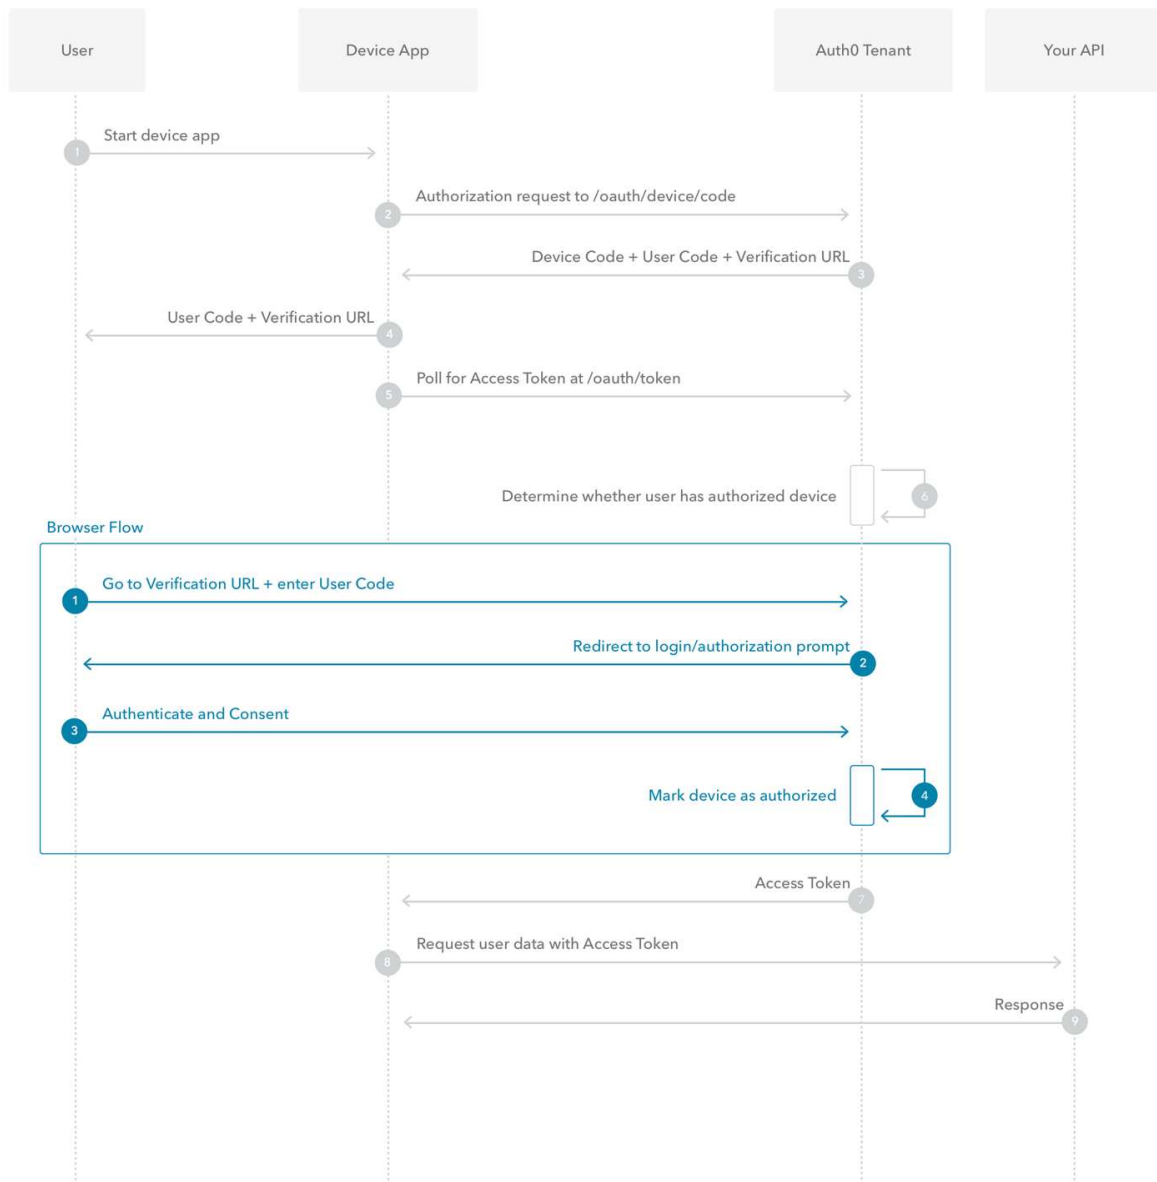 User
Device App
Auth0 Tenant
Your API
Start device app
1
Authorization request to /oauth/device/code
2
Device Code + User Code + Verification URL
3
User Code + Verification URL
4
Poll for Access Token at /oauth/token
5
Determine whether user has authorized device
6
Browser Flow
Go to Verification URL + enter User Code
1
Redirect to login/authorization prompt
2
Authenticate and Consent
3
Mark device as authorized
4
Access Token
7
Request user data with Access Token
8
Response
9